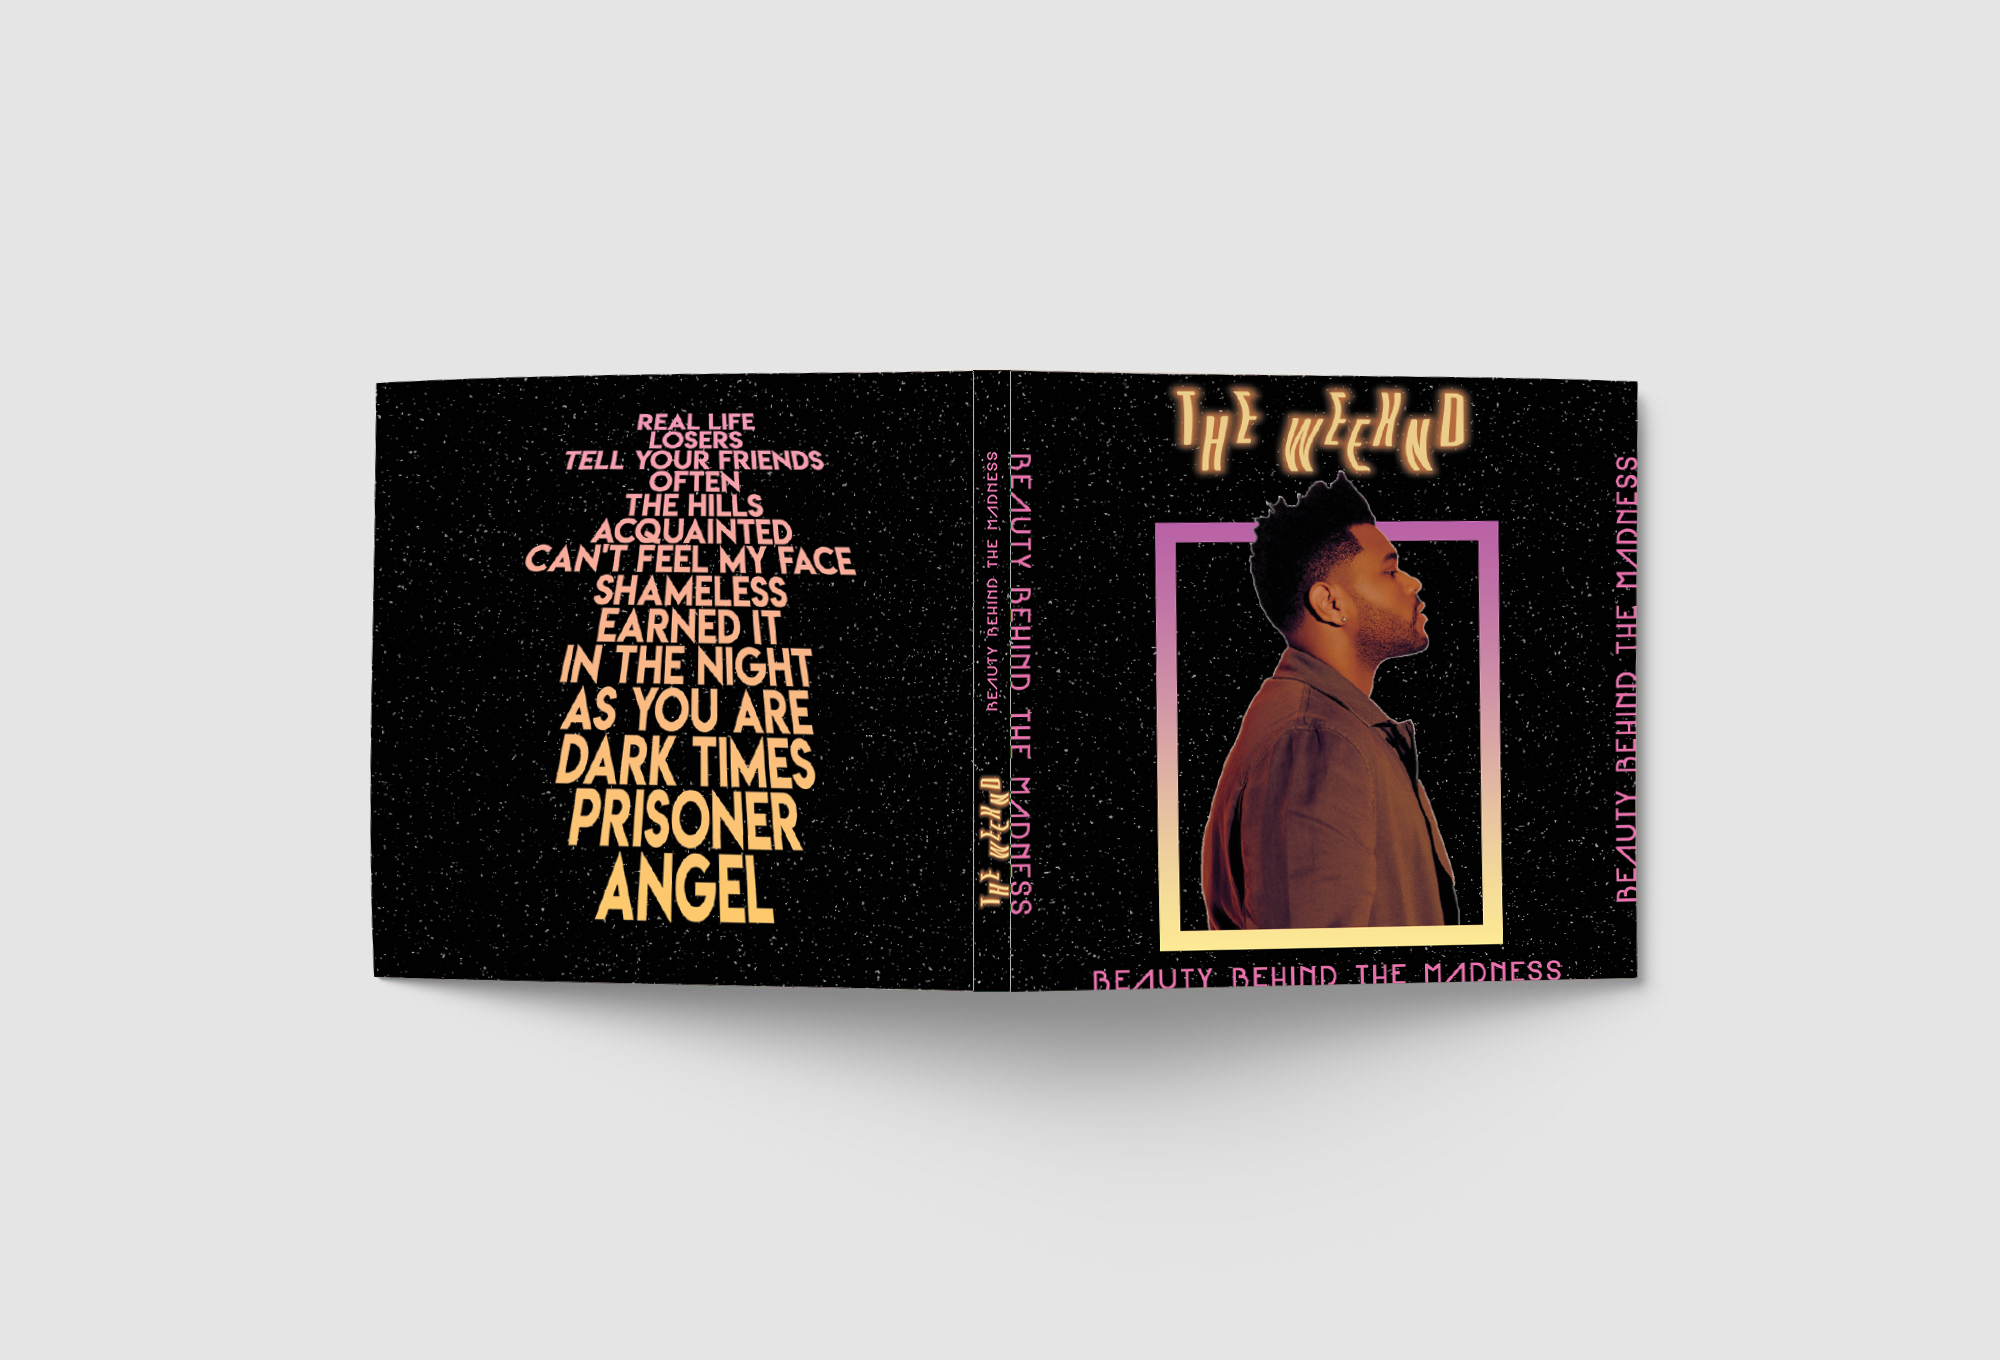 REAL LIFE
LOSERS
TELL YOUR FRIENDS
OFTEN
THE HILLS
ACQUAINTED
CAN'T FEEL MY FACE
SHAMELESS
EARNED IT
IN THE NIGHT
AS YOU ARE
DARK TIMES
PRISONER
ANGEL
BEAUTY BEHIND THE MADNESS
THE WEEKND
BEAUTY BEHIND THE MADNESS
THE WEEKND
BEAUTY BEHIND THE MADNESS
BEAUTY BEHIND THE MADNESS